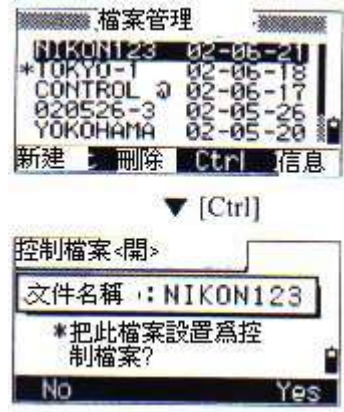 檔案管理
NIKON123 02-06-21
*TOKYO-1 02-06-18
CONTROL 02-06-17
020526-3 02-05-26
YOKOHAMA 02-05-20
新建 刪除 Ctrl 信息
▼ [Ctrl]
控制檔案<開>
文件名稱 : NIKON123
*把此檔案設置爲控
制檔案?
No Yes